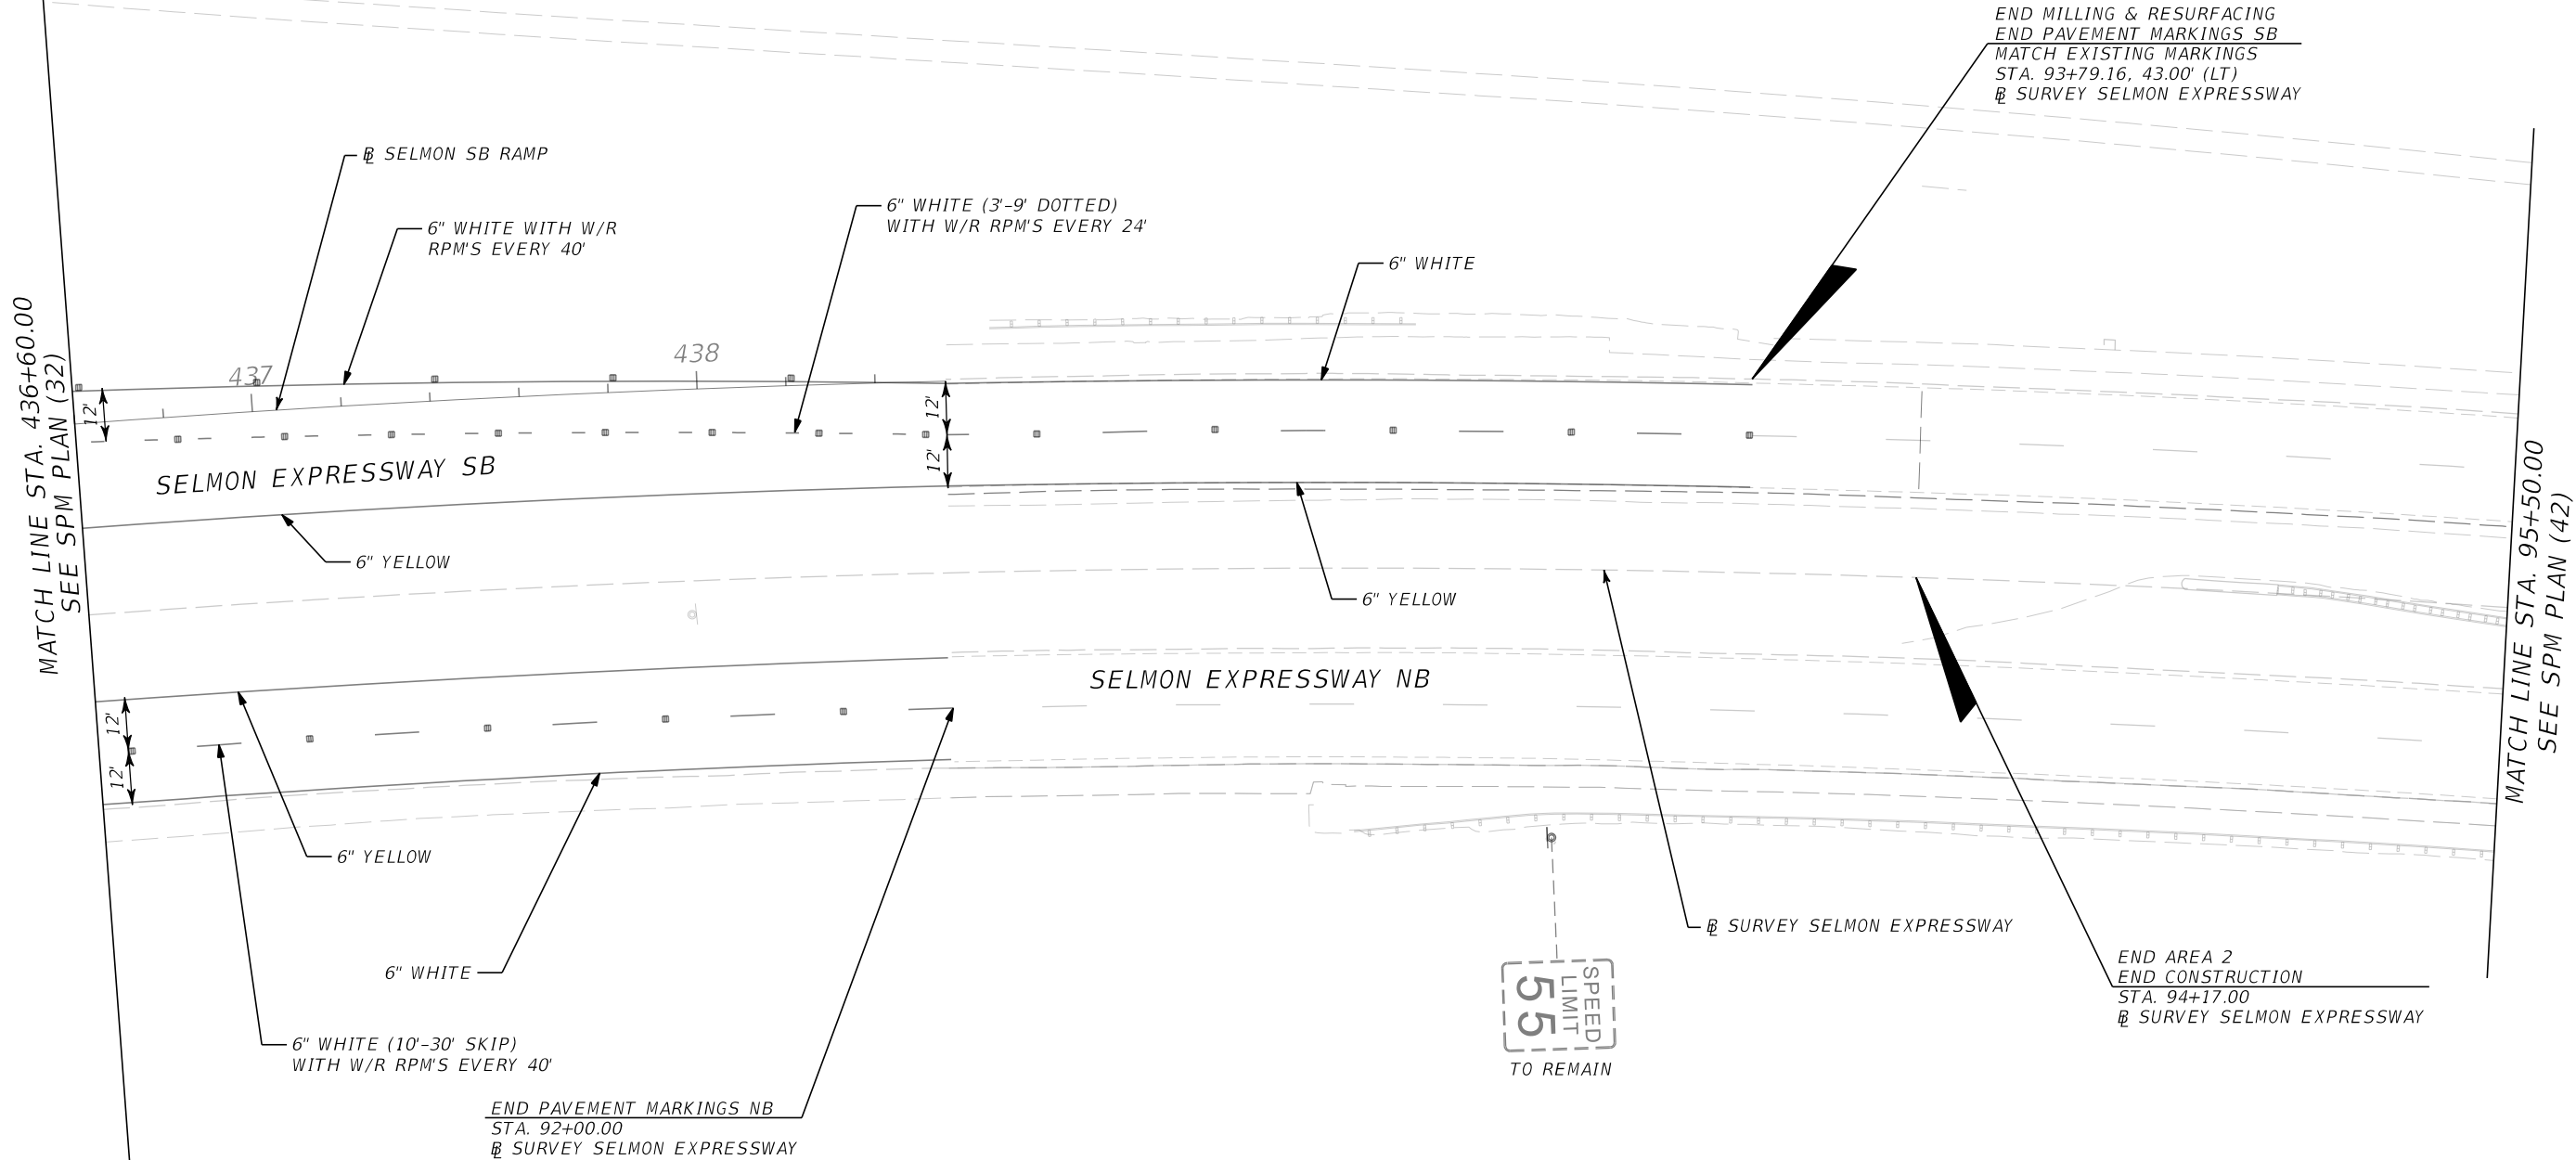 END MILLING & RESURFACING
END PAVEMENT MARKINGS SB
MATCH EXISTING MARKINGS
STA. 93+79.16, 43.00' (LT)
℄ SURVEY SELMON EXPRESSWAY
BL SELMON SB RAMP
6" WHITE WITH W/R
RPM'S EVERY 40'
6" WHITE (3'-9' DOTTED)
WITH W/R RPM'S EVERY 24'
6" WHITE
MATCH LINE STA. 436+60.00
SEE SPM PLAN (32)
437
438
12'
12'
12'
SELMON EXPRESSWAY SB
6" YELLOW
6" YELLOW
MATCH LINE STA. 95+50.00
SEE SPM PLAN (42)
SELMON EXPRESSWAY NB
12'
12'
6" YELLOW
6" WHITE
6" WHITE (10'-30' SKIP)
WITH W/R RPM'S EVERY 40'
END PAVEMENT MARKINGS NB
STA. 92+00.00
BL SURVEY SELMON EXPRESSWAY
SPEED
LIMIT
55
TO REMAIN
BL SURVEY SELMON EXPRESSWAY
END AREA 2
END CONSTRUCTION
STA. 94+17.00
BL SURVEY SELMON EXPRESSWAY